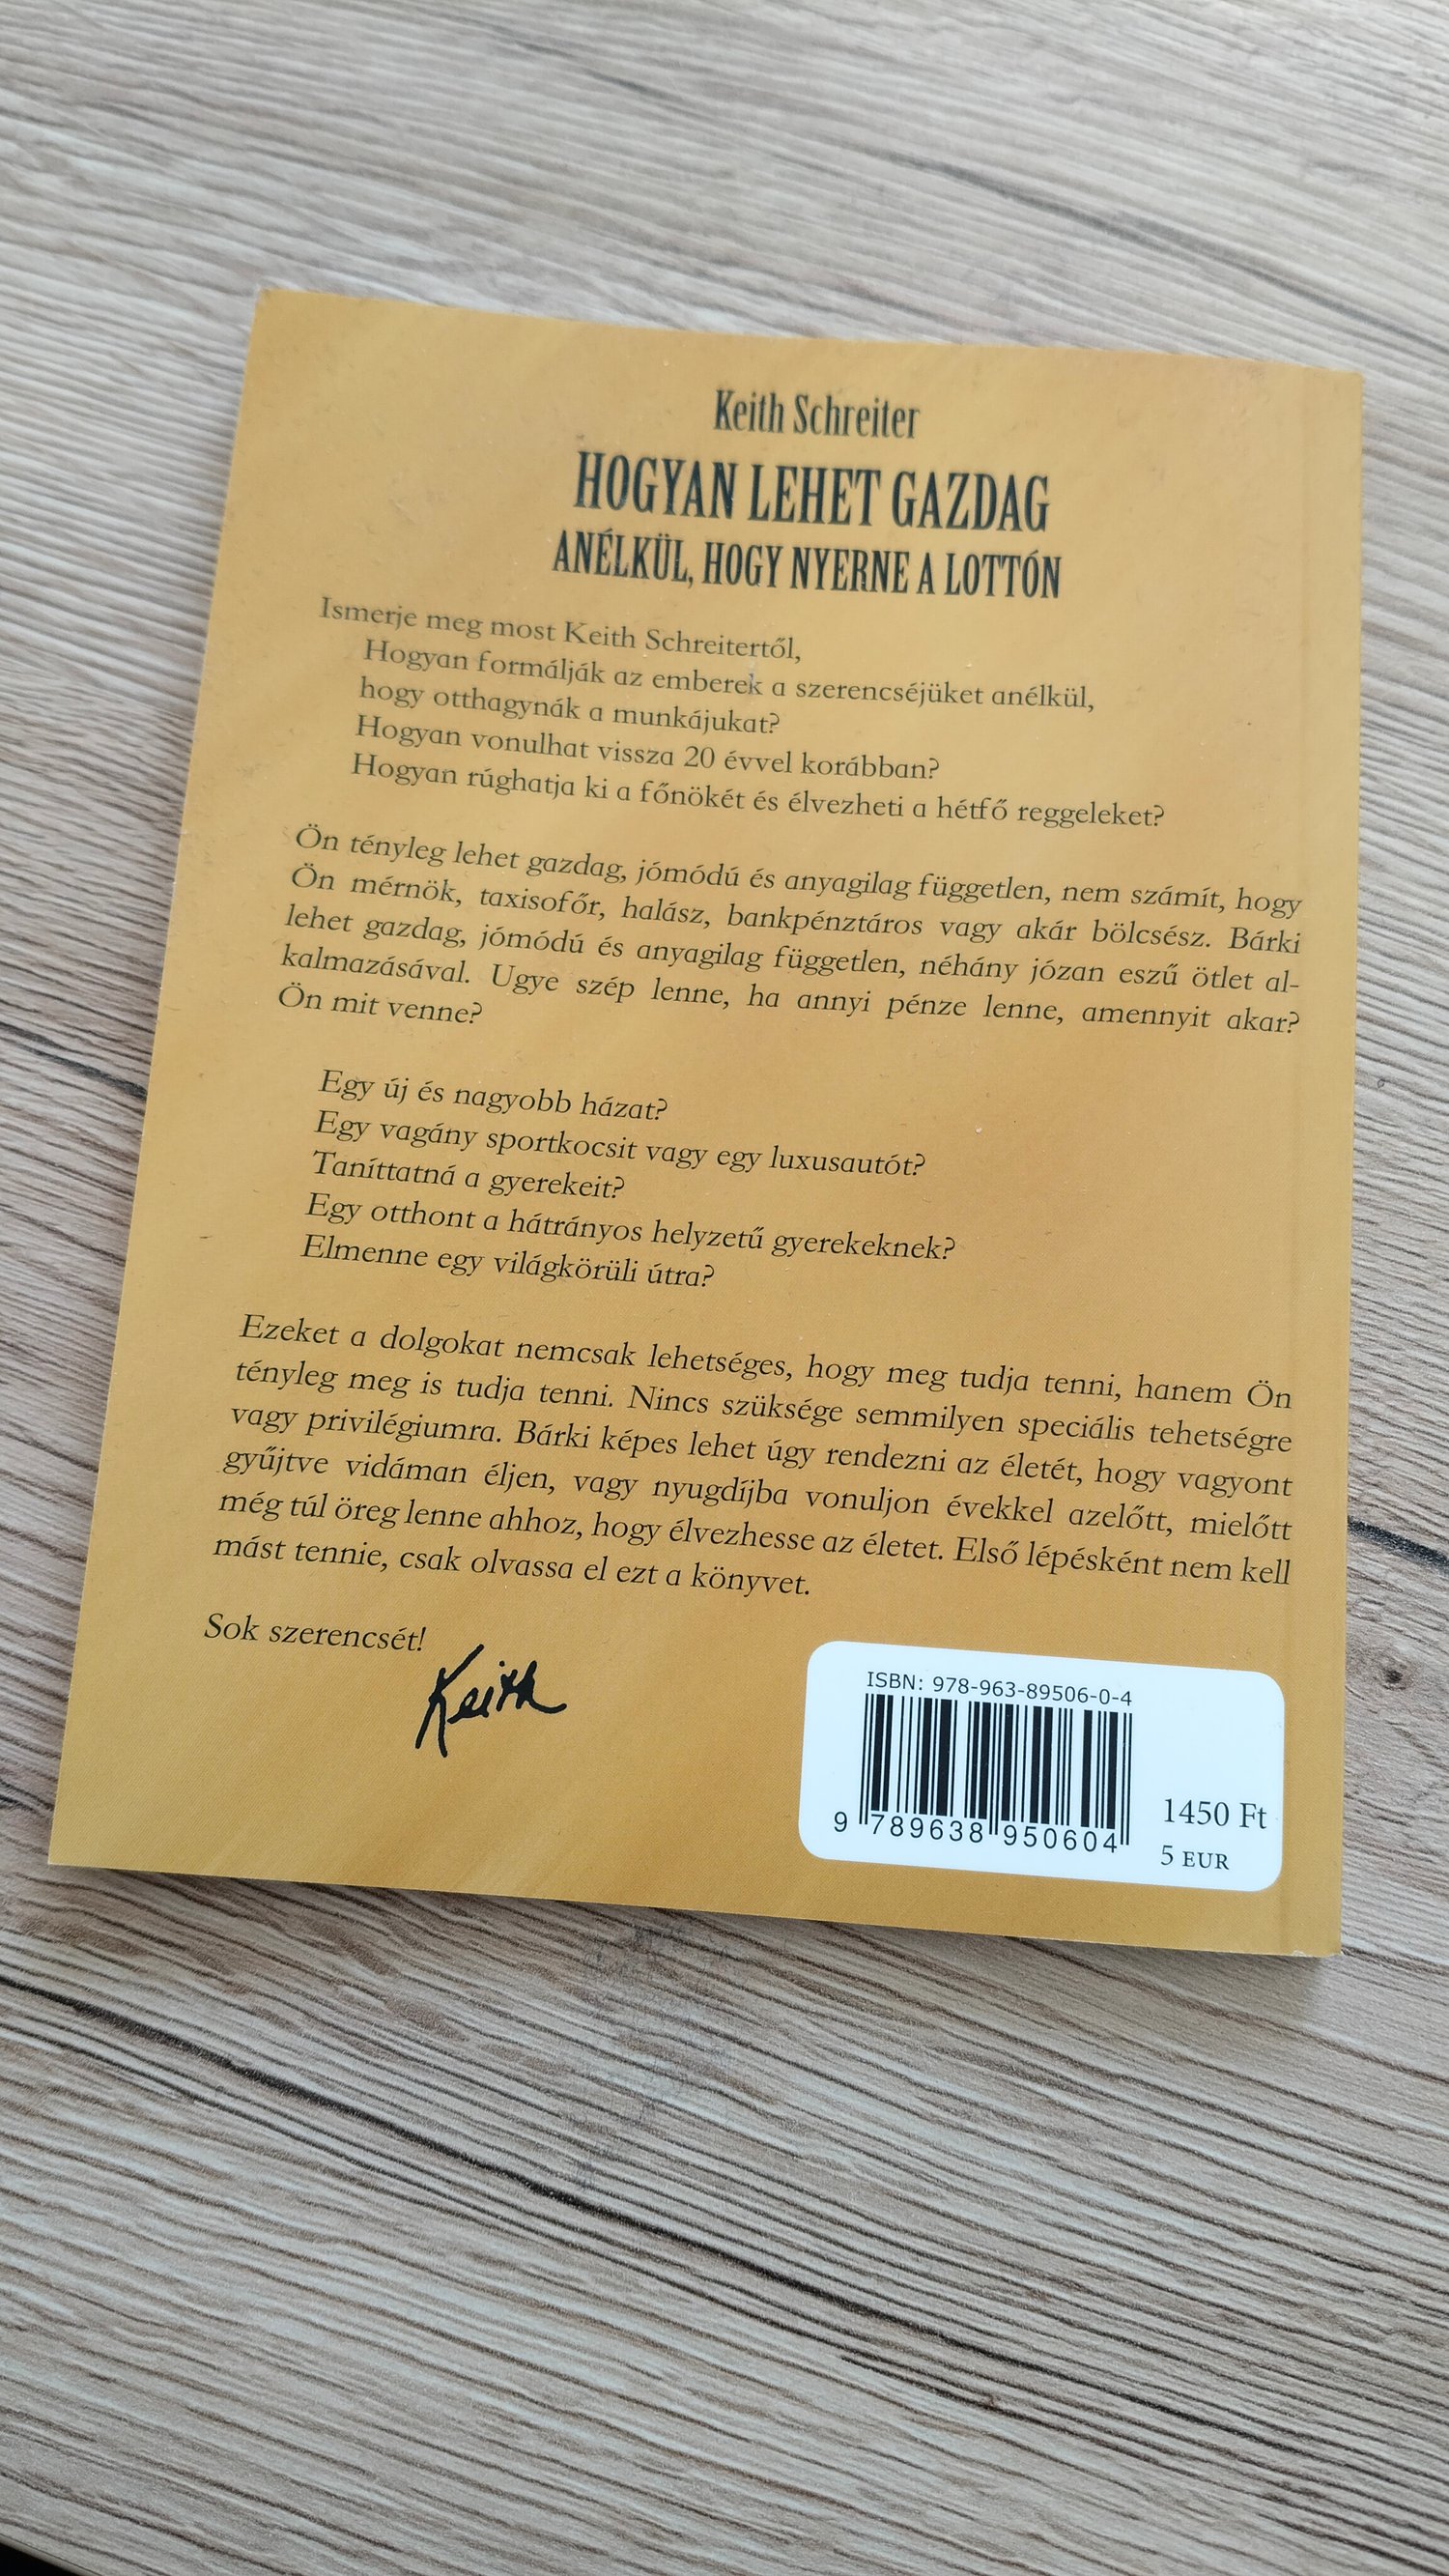 Keith Schreiter
HOGYAN LEHET GAZDAG
ANÉLKÜL, HOGY NYERNE A LOTTÓN
Ismerje meg most Keith Schreitertől,
Hogyan formálják az emberek a szerencséjüket anélkül,
hogy otthagynák a munkájukat?
Hogyan vonulhat vissza 20 évvel korábban?
Hogyan rúghatja ki a főnökét és élvezheti a hétfő reggeleket?
Ön tényleg lehet gazdag, jómódú és anyagilag független, nem számít, hogy
Ön mérnök, taxisofőr, halász, bankpénztáros vagy akár bölcsész. Bárki
lehet gazdag, jómódú és anyagilag független, néhány józan eszű ötlet al-
kalmazásával. Ugye szép lenne, ha annyi pénze lenne, amennyit akar?
Ön mit venne?
Egy új és nagyobb házat?
Egy vagány sportkocsit vagy egy luxusautót?
Taníttatná a gyerekeit?
Egy otthont a hátrányos helyzetű gyerekeknek?
Elmenne egy világkörüli útra?
Ezeket a dolgokat nemcsak lehetséges, hogy meg tudja tenni, hanem Ön
tényleg meg is tudja tenni. Nincs szüksége semmilyen speciális tehetségre
vagy privilégiumra. Bárki képes lehet úgy rendezni az életét, hogy vagyont
gyűjtve vidáman éljen, vagy nyugdíjba vonuljon évekkel azelőtt, mielőtt
még túl öreg lenne ahhoz, hogy élvezhesse az életet. Első lépésként nem kell
mást tennie, csak olvassa el ezt a könyvet.
Sok szerencsét!
Keith
ISBN: 978-963-89506-0-4
9 789638 950604
1450 Ft
5 EUR